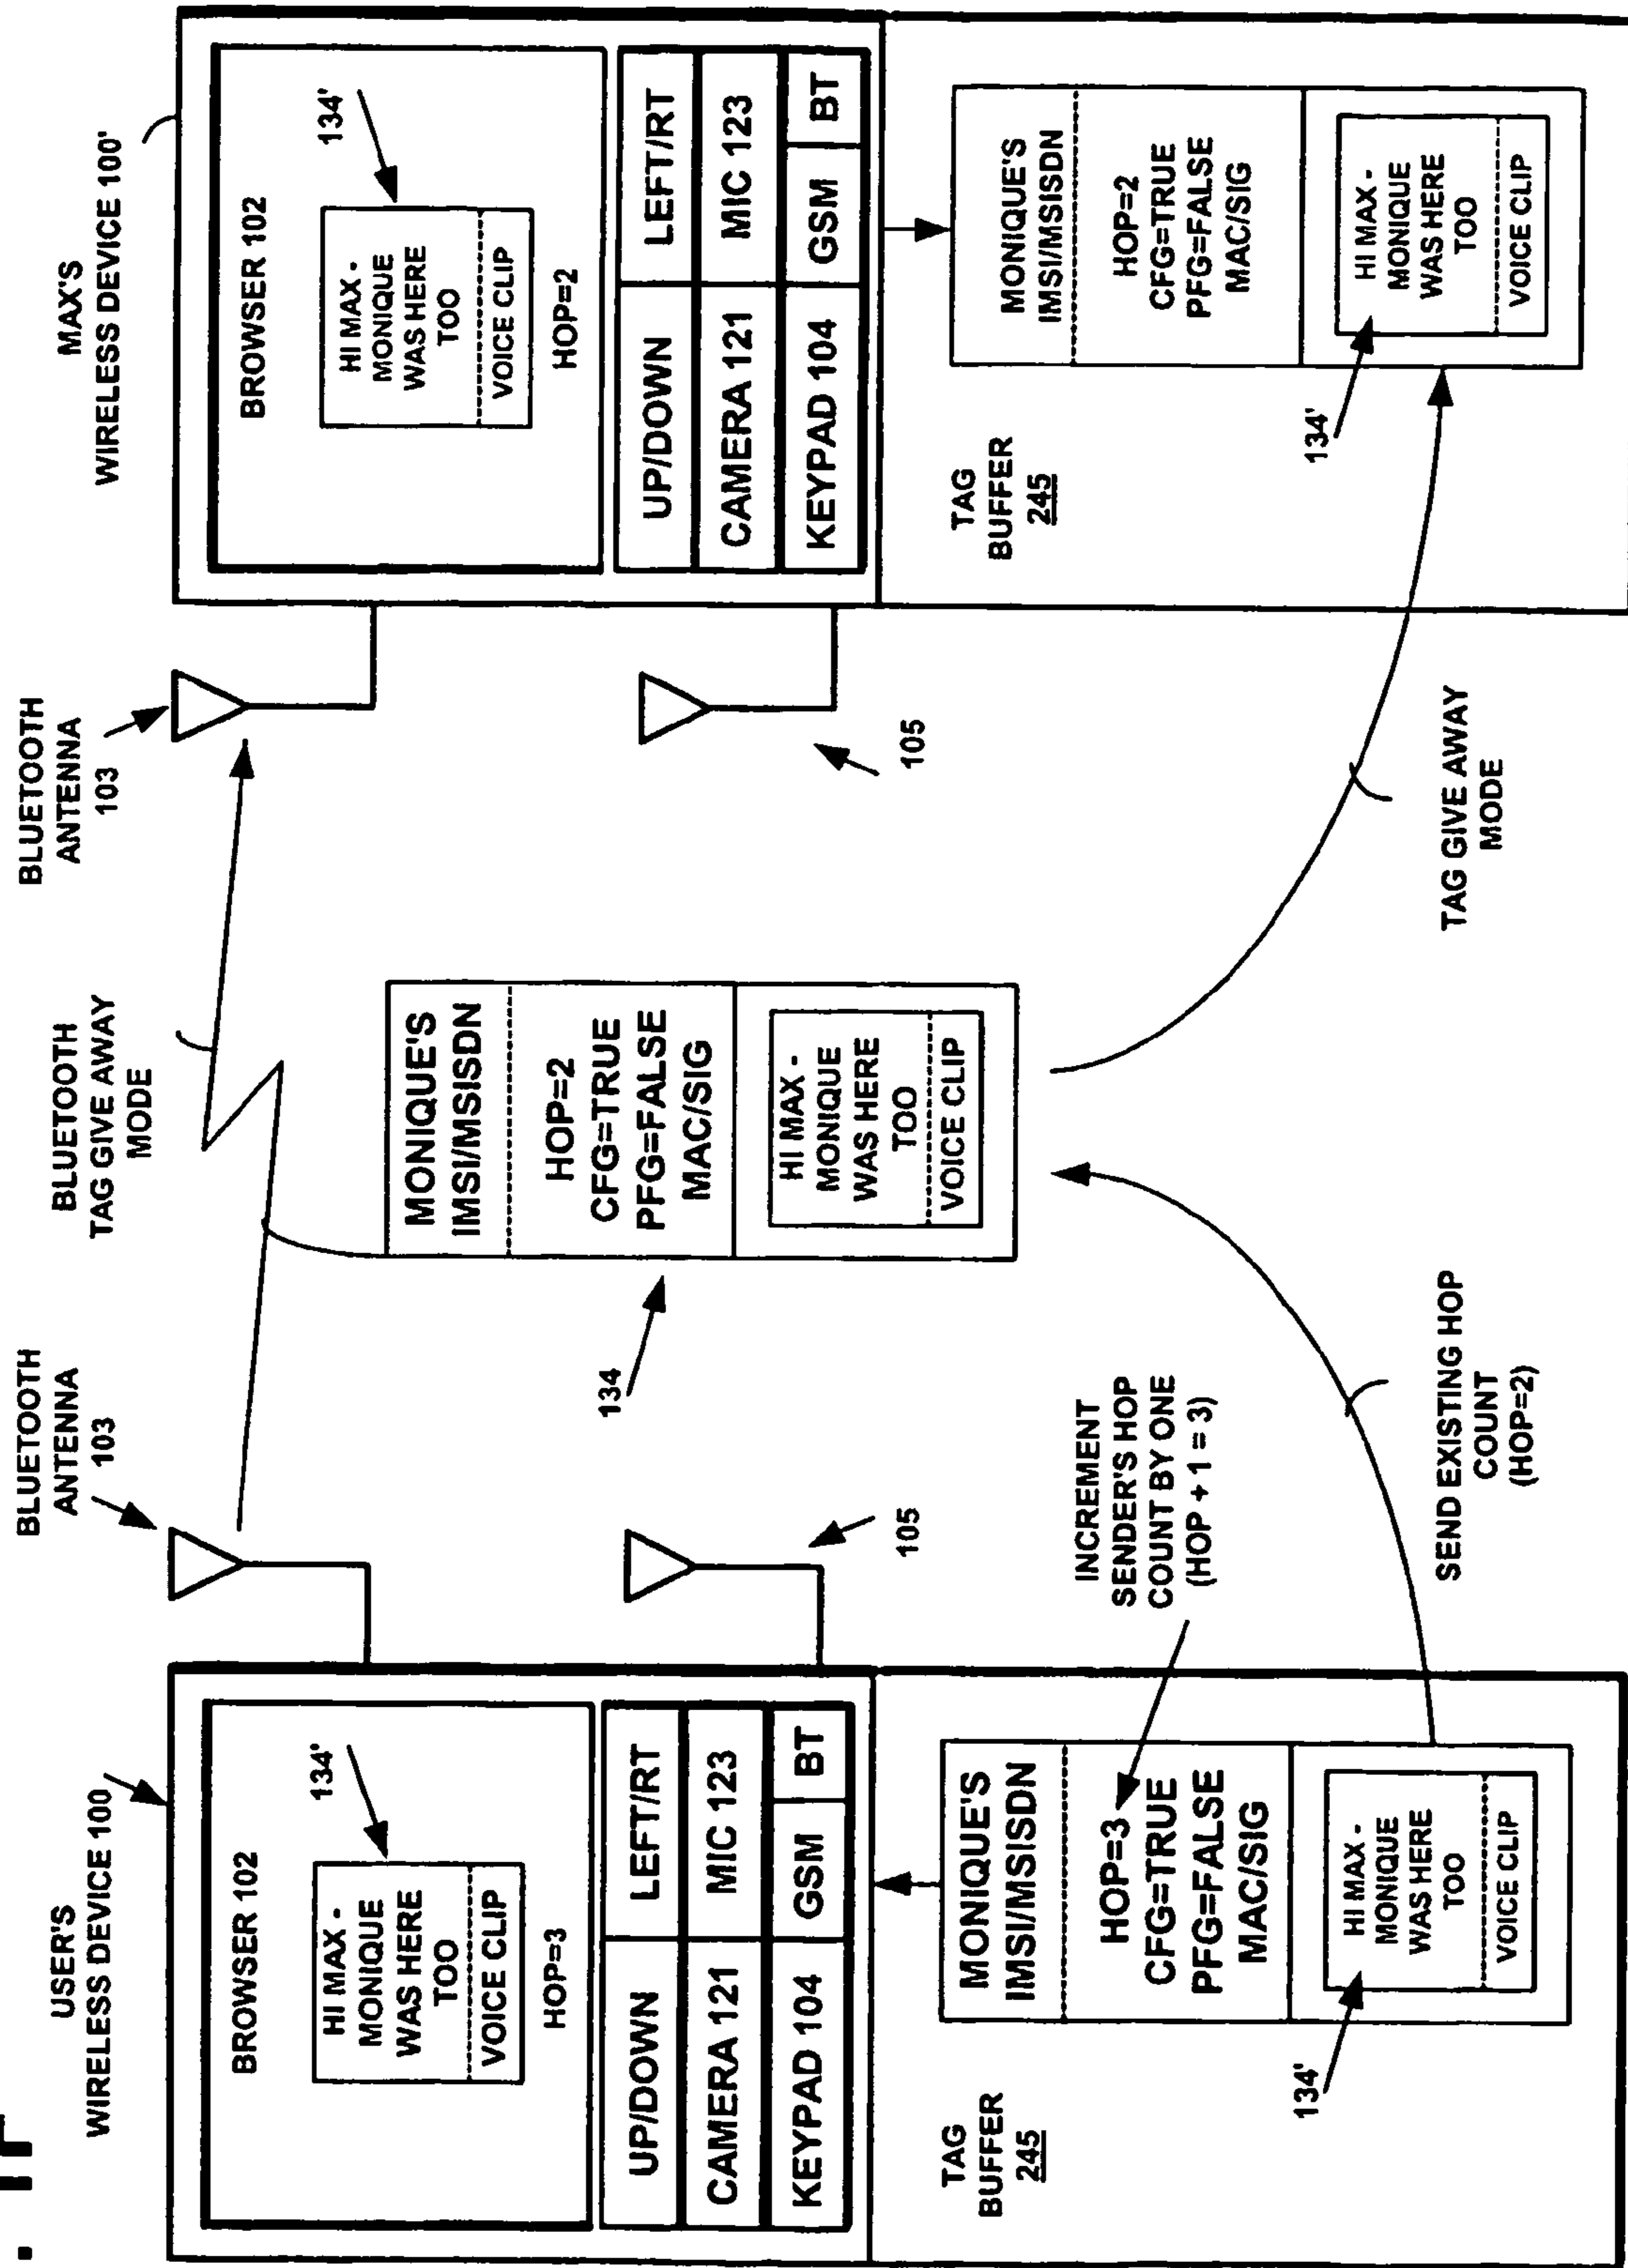 USER'S
WIRELESS DEVICE 100
BROWSER 102
HI MAX -
MONIQUE
WAS HERE
TOO
VOICE CLIP
134'
HOP=3
UP/DOWN
LEFT/RT
CAMERA 121
MIC 123
KEYPAD 104
GSM
BT
TAG
BUFFER
245
MONIQUE'S
IMSI/MSISDN
HOP=3
CFG=TRUE
PFG=FALSE
MAC/SIG
HI MAX -
MONIQUE
WAS HERE
TOO
VOICE CLIP
134'
BLUETOOTH
ANTENNA
103
105
INCREMENT
SENDER'S HOP
COUNT BY ONE
(HOP + 1 = 3)
SEND EXISTING HOP
COUNT
(HOP=2)
BLUETOOTH
TAG GIVE AWAY
MODE
134
MONIQUE'S
IMSI/MSISDN
HOP=2
CFG=TRUE
PFG=FALSE
MAC/SIG
HI MAX -
MONIQUE
WAS HERE
TOO
VOICE CLIP
BLUETOOTH
ANTENNA
103
105
TAG GIVE AWAY
MODE
MAX'S
WIRELESS DEVICE 100'
BROWSER 102
HI MAX -
MONIQUE
WAS HERE
TOO
VOICE CLIP
134'
HOP=2
UP/DOWN
LEFT/RT
CAMERA 121
MIC 123
KEYPAD 104
GSM
BT
TAG
BUFFER
245
MONIQUE'S
IMSI/MSISDN
HOP=2
CFG=TRUE
PFG=FALSE
MAC/SIG
HI MAX -
MONIQUE
WAS HERE
TOO
VOICE CLIP
134'